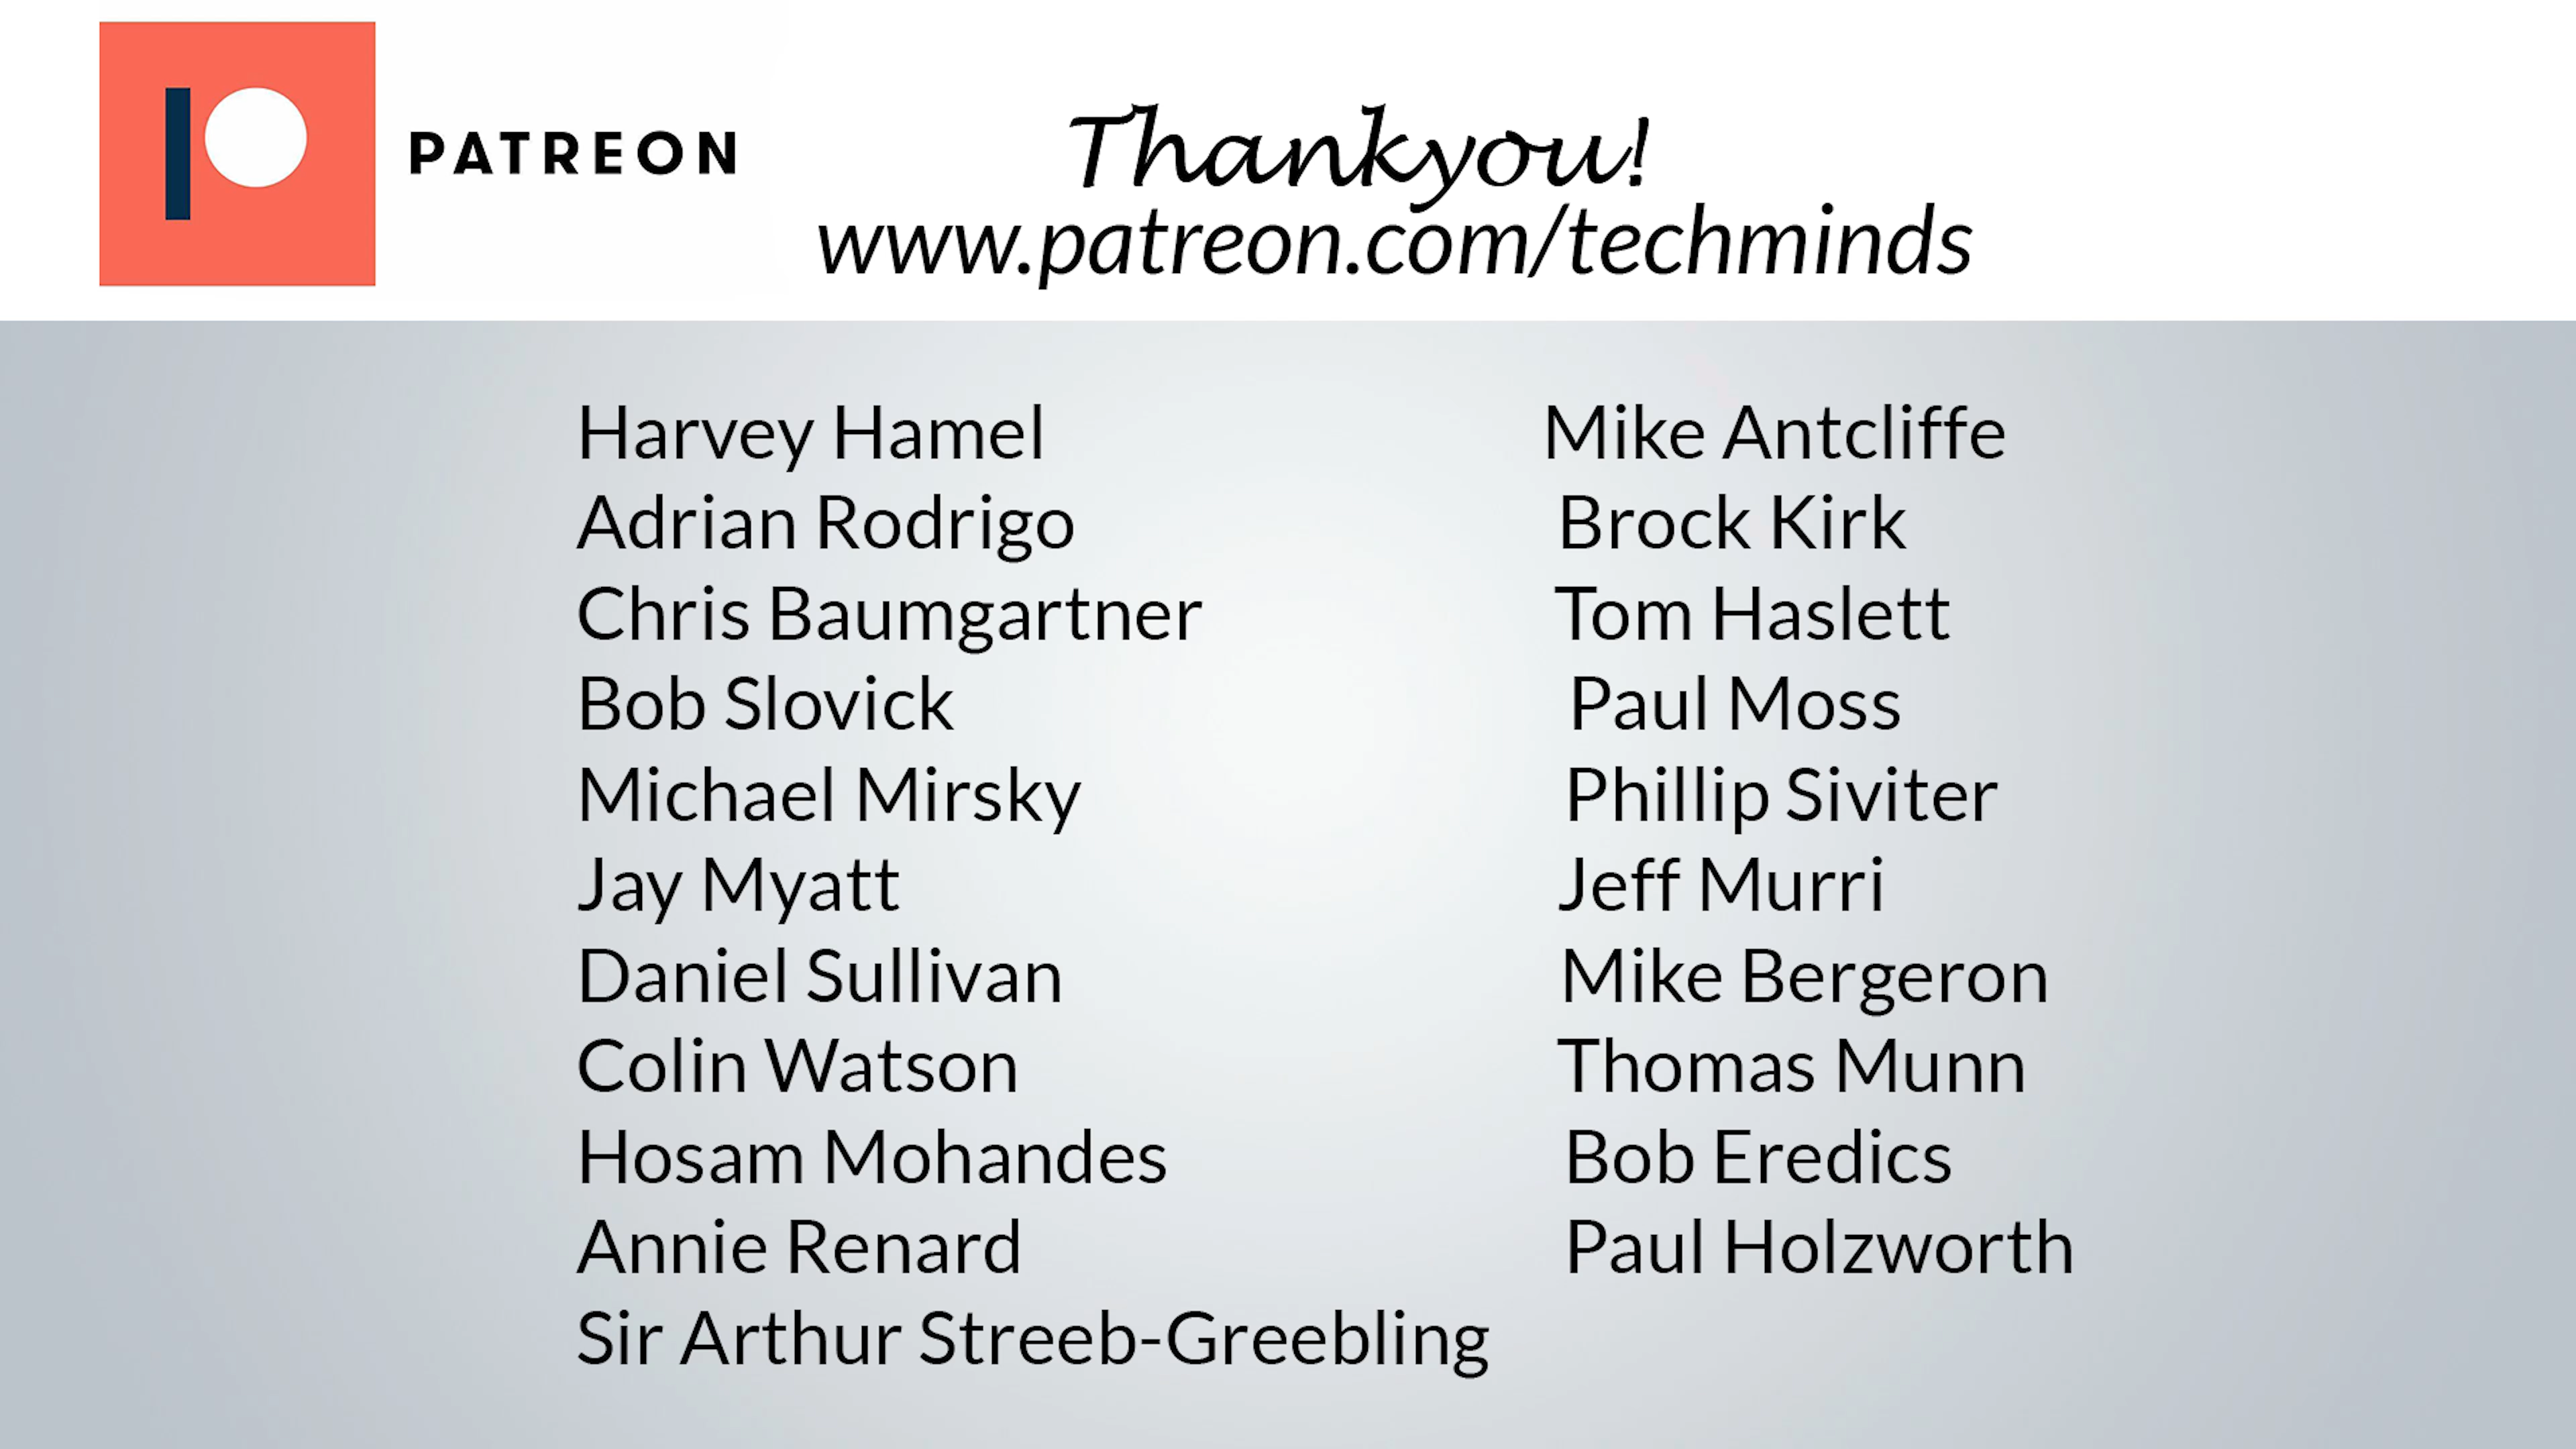 PATREON
Thankyou!
www.patreon.com/techminds
Harvey Hamel
Adrian Rodrigo
Chris Baumgartner
Bob Slovick
Michael Mirsky
Jay Myatt
Daniel Sullivan
Colin Watson
Hosam Mohandes
Annie Renard
Sir Arthur Streeb-Greebling
Mike Antcliffe
Brock Kirk
Tom Haslett
Paul Moss
Phillip Siviter
Jeff Murri
Mike Bergeron
Thomas Munn
Bob Eredics
Paul Holzworth